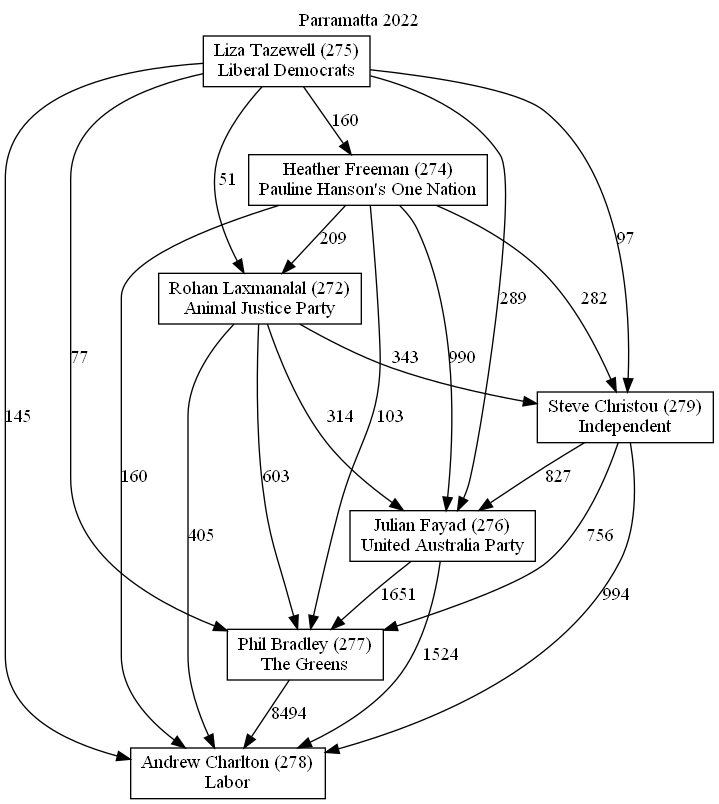 Parramatta 2022
Liza Tazewell (275)
Liberal Democrats
160
Heather Freeman (274)
Pauline Hanson's One Nation
51
97
209
Rohan Laxmanalal (272)
Animal Justice Party
289
282
77
343
990
Steve Christou (279)
Independent
145
314
103
160
603
827
Julian Fayad (276)
United Australia Party
405
756
1651
994
Phil Bradley (277)
The Greens
1524
8494
Andrew Charlton (278)
Labor